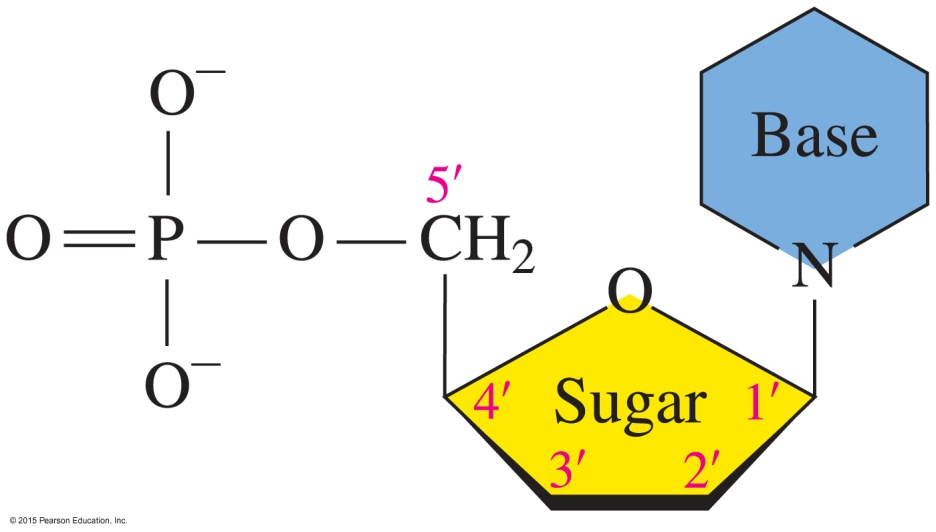 O⁻
Base
5′
O=P—O—CH₂
N
O
O⁻
4′ Sugar 1′
3′ 2′
© 2015 Pearson Education, Inc.